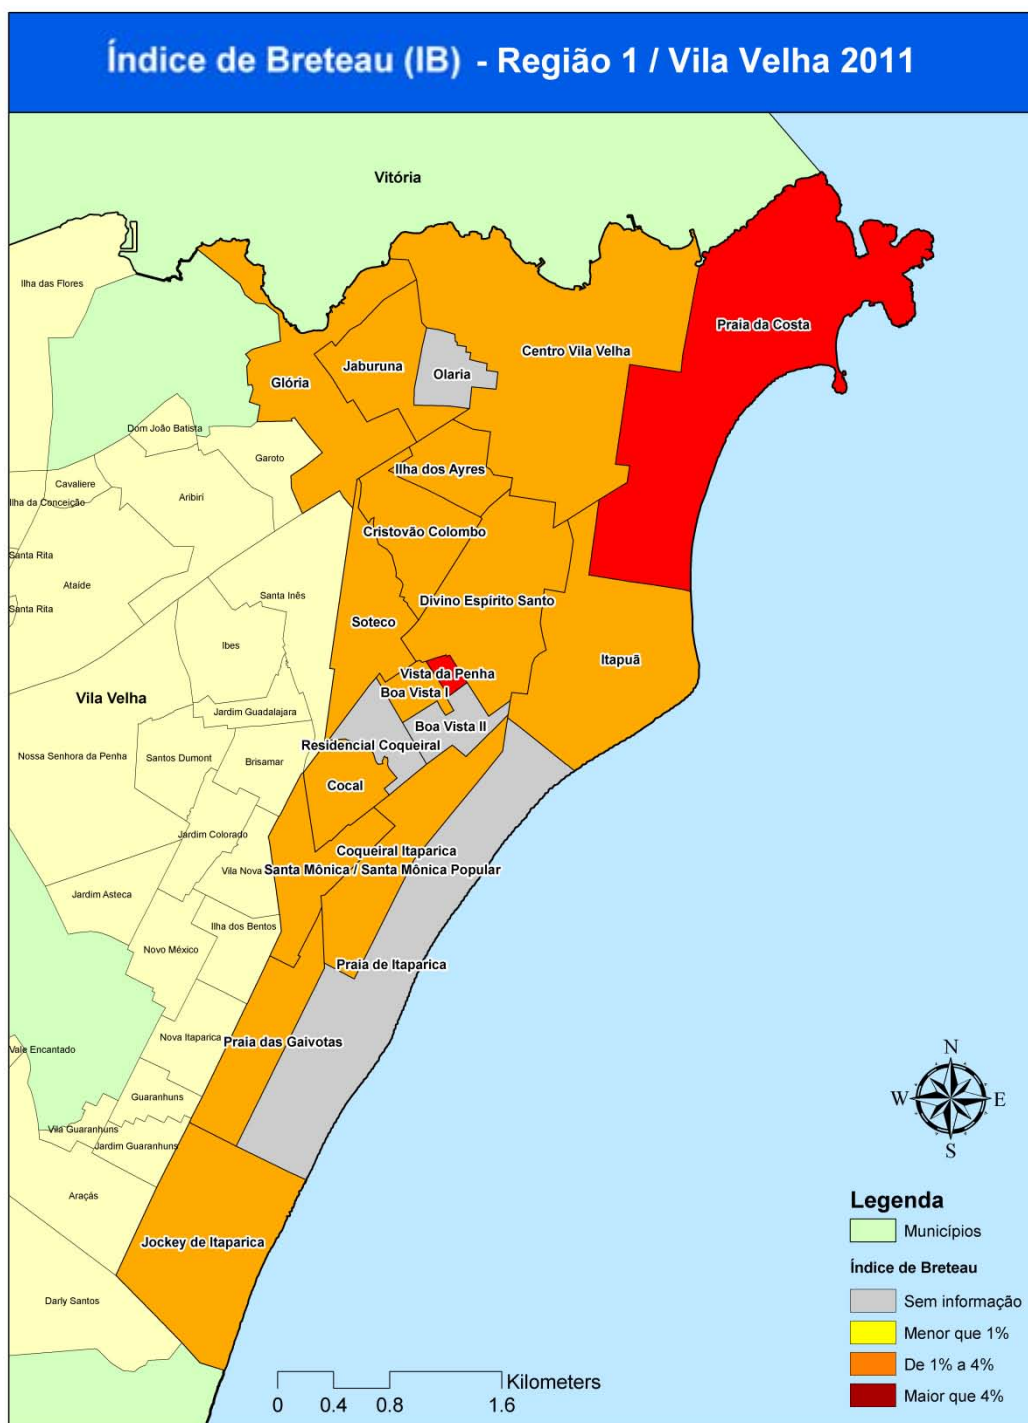 Índice de Breteau (IB) - Região 1 / Vila Velha 2011
Vitória
Ilha das Flores
Praia da Costa
Centro Vila Velha
Jaburuna
Olaria
Glória
Dom João Batista
Garoto
Ilha dos Ayres
Cavaliere
Aribiri
Ilha da Conceição
Cristovão Colombo
Santa Rita
Ataíde
Santa Inês
Divino Espirito Santo
Santa Rita
Soteco
Ibes
Itapuã
Vista da Penha
Vila Velha
Boa Vista I
Jardim Guadalajara
Boa Vista II
Residencial Coqueiral
Nossa Senhora da Penha
Santos Dumont
Brisamar
Cocal
Jardim Colorado
Coqueiral Itaparica
Vila Nova
Santa Mônica / Santa Mônica Popular
Jardim Asteca
Ilha dos Bentos
Novo México
Praia de Itaparica
Nova Itaparica
Praia das Gaivotas
Vale Encantado
Guaranhuns
Vila Guaranhuns
Jardim Guaranhuns
Araçás
Jockey de Itaparica
Darly Santos
N
W
E
S
Legenda
Municípios
Índice de Breteau
Sem informação
Menor que 1%
De 1% a 4%
Maior que 4%
Kilometers
0 0.4 0.8 1.6